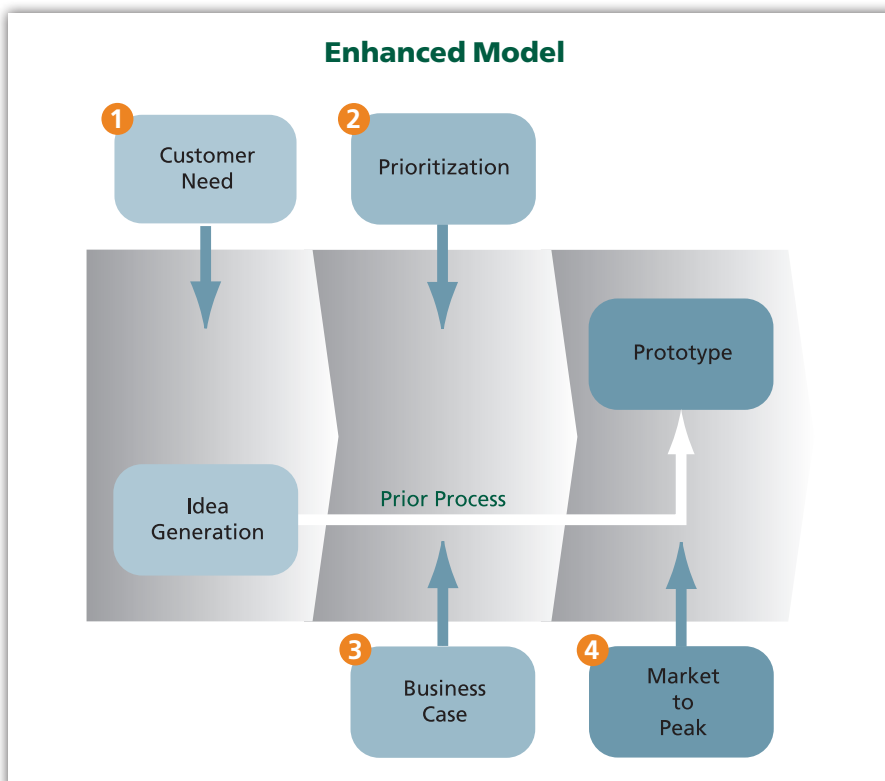 Enhanced Model
1
Customer
Need
2
Prioritization
Prototype
Idea
Generation
Prior Process
3
Business
Case
4
Market
to
Peak